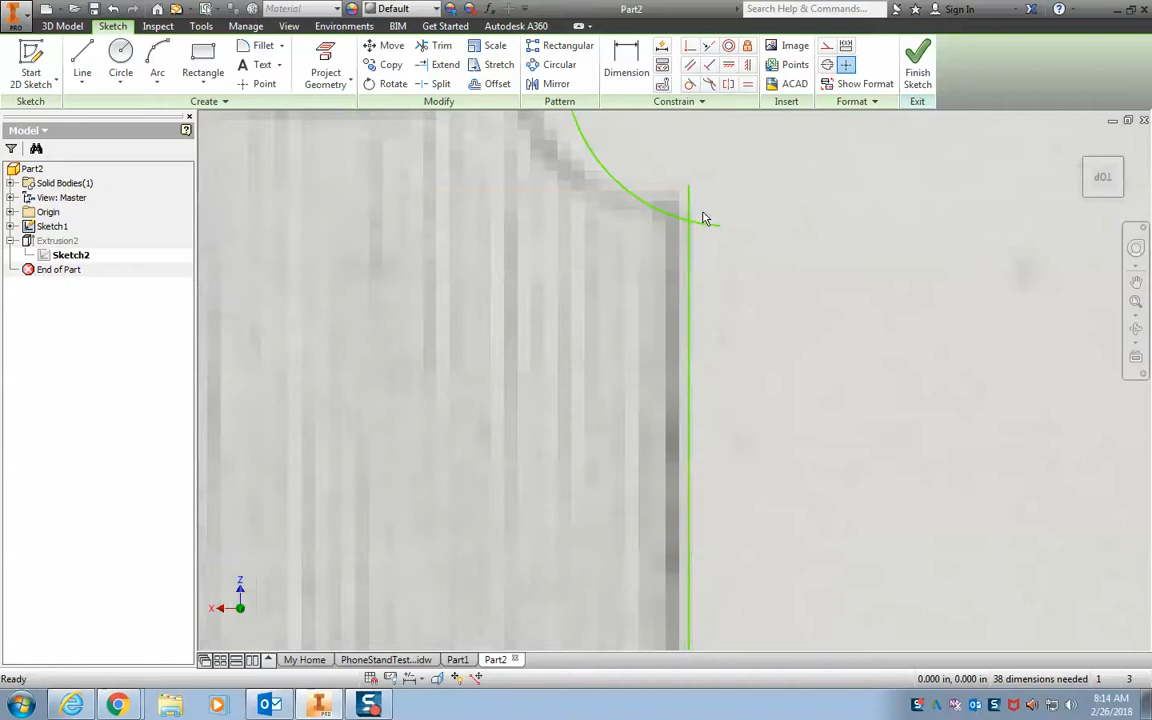 Material
Default
Part2
Search Help & Commands...
Sign In
PRO
3D Model
Sketch
Inspect
Tools
Manage
View
Environments
BIM
Get Started
Autodesk A360
Start
2D Sketch
Line
Circle
Arc
Rectangle
Fillet
Text
Point
Project
Geometry
Move
Copy
Rotate
Trim
Extend
Split
Scale
Stretch
Offset
Rectangular
Circular
Mirror
Dimension
Image
Points
ACAD
Show Format
Finish
Sketch
Sketch
Create
Modify
Pattern
Constrain
Insert
Format
Exit
Model
Part2
Solid Bodies(1)
View: Master
Origin
Sketch1
Extrusion2
Sketch2
End of Part
TOP
Z
X
My Home
PhoneStandTest...idw
Part1
Part2
Ready
0.000 in, 0.000 in
38 dimensions needed
1
3
8:14 AM
2/26/2018